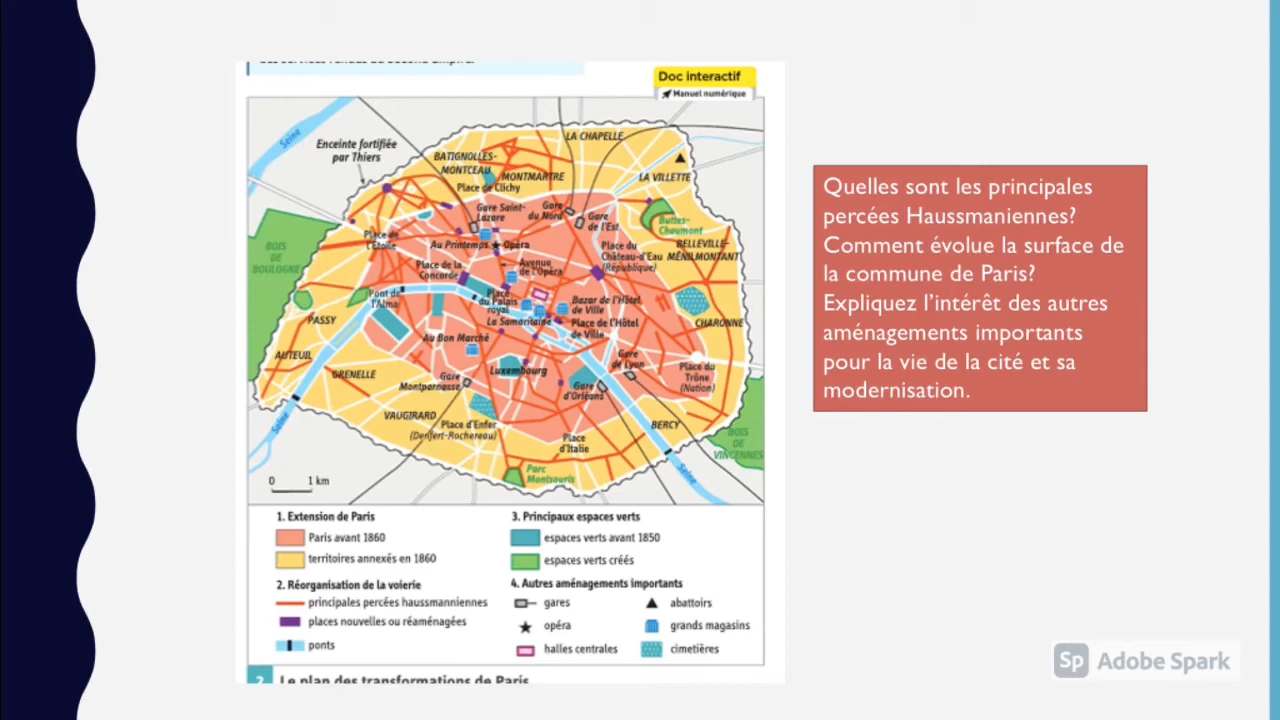 Doc interactif
Manuel numérique
Seine
Enceinte fortifiée
par Thiers
LA CHAPELLE
BATIGNOLLES-
MONTCEAU
MONTMARTRE
LA VILLETTE
Place de Clichy
Gare Saint-
Lazare
Gare
du Nord
Gare
de l'Est
Buttes-
Chaumont
Place de
l'Étoile
Au Printemps
Opéra
Place du
Château-d'Eau
(République)
BELLEVILLE-
MÉNILMONTANT
BOIS
DE
BOULOGNE
Place de la
Concorde
Avenue
de l'Opéra
Pont de
l'Alma
Place
du Palais
royal
Bazar de l'Hôtel
de Ville
PASSY
La Samaritaine
Place de l'Hôtel
de Ville
CHARONNE
Au Bon Marché
AUTEUIL
Gare
de Lyon
GRENELLE
Luxembourg
Place du
Trône
(Nation)
Gare
Montparnasse
Gare
d'Orléans
VAUGIRARD
Place d'Enfer
(Denfert-Rochereau)
BERCY
Seine
Place
d'Italie
BOIS
DE
VINCENNES
Parc
Montsouris
Seine
0 1 km
1. Extension de Paris
Paris avant 1860
territoires annexés en 1860
2. Réorganisation de la voierie
principales percées haussmanniennes
places nouvelles ou réaménagées
ponts
3. Principaux espaces verts
espaces verts avant 1850
espaces verts créés
4. Autres aménagements importants
gares
abattoirs
opéra
grands magasins
halles centrales
cimetières
2 Le plan des transformations de Paris
Quelles sont les principales
percées Haussmaniennes?
Comment évolue la surface de
la commune de Paris?
Expliquez l'intérêt des autres
aménagements importants
pour la vie de la cité et sa
modernisation.
Sp Adobe Spark